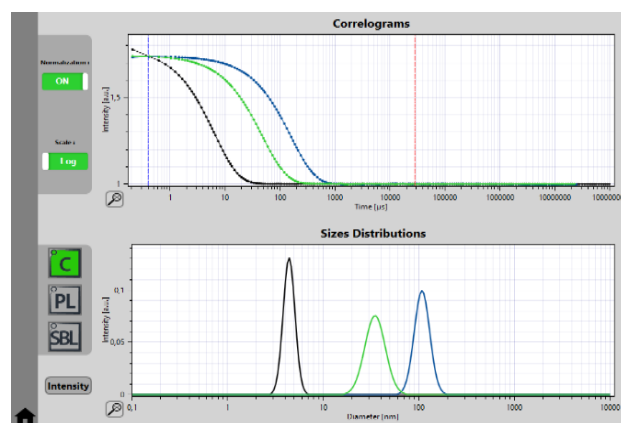 Correlograms
Normalization :
ON
Scale :
Log
Intensity [a.u.]
1,5
1
1
10
100
1000
10000
100000
1000000
10000000
Time [µs]
Sizes Distributions
C
PL
SBL
Intensity
Intensity [a.u.]
0,1
0,05
0
0,1
1
10
100
1000
10000
Diameter [nm]